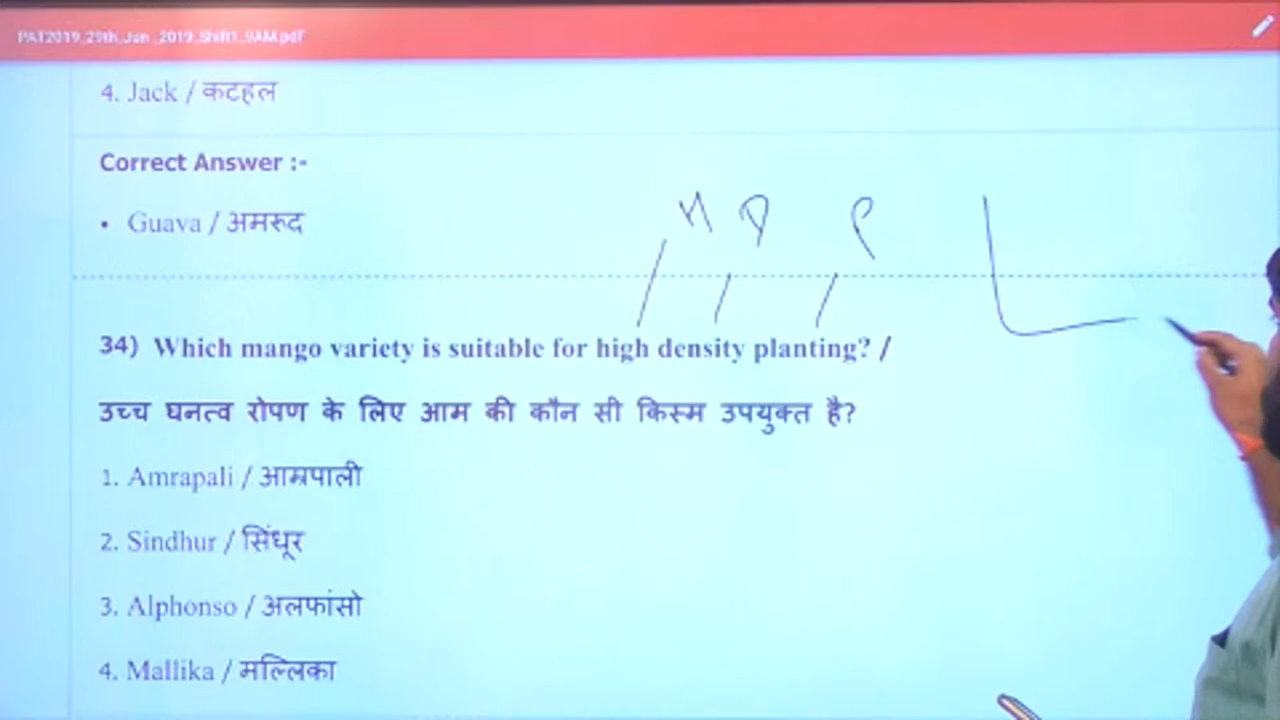 PAT2019_29th_Jun_2019_Shift1_9AM.pdf
4. Jack / कटहल
Correct Answer :-
• Guava / अमरुद
H D P
34) Which mango variety is suitable for high density planting? /
उच्च घनत्व रोपण के लिए आम की कौन सी किस्म उपयुक्त है?
1. Amrapali / आम्रपाली
2. Sindhur / सिंधूर
3. Alphonso / अलफांसो
4. Mallika / मल्लिका